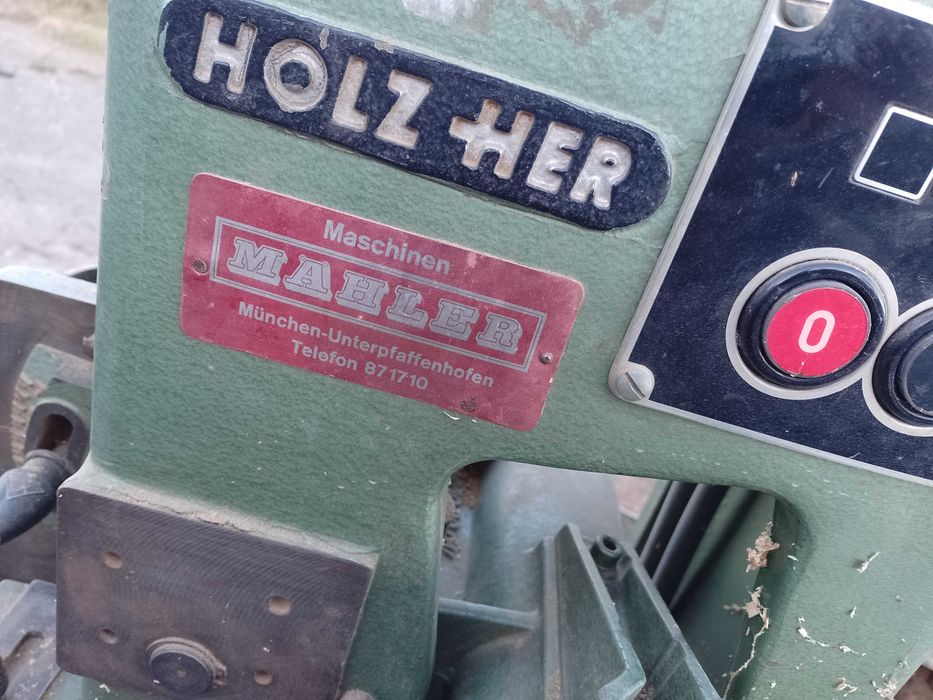 HOLZ-HER
Maschinen
MAHLER
München-Unterpfaffenhofen
Telefon 871710
0